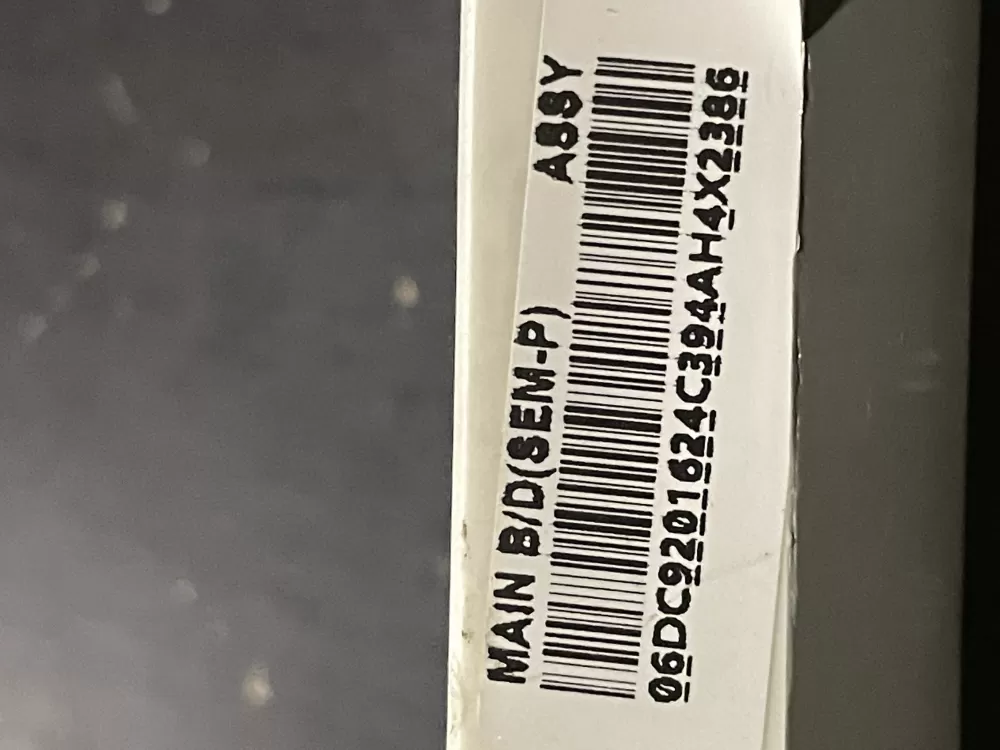 MAIN B/D(SEM-P) ASSY
06DC9201624C394AH4X2386